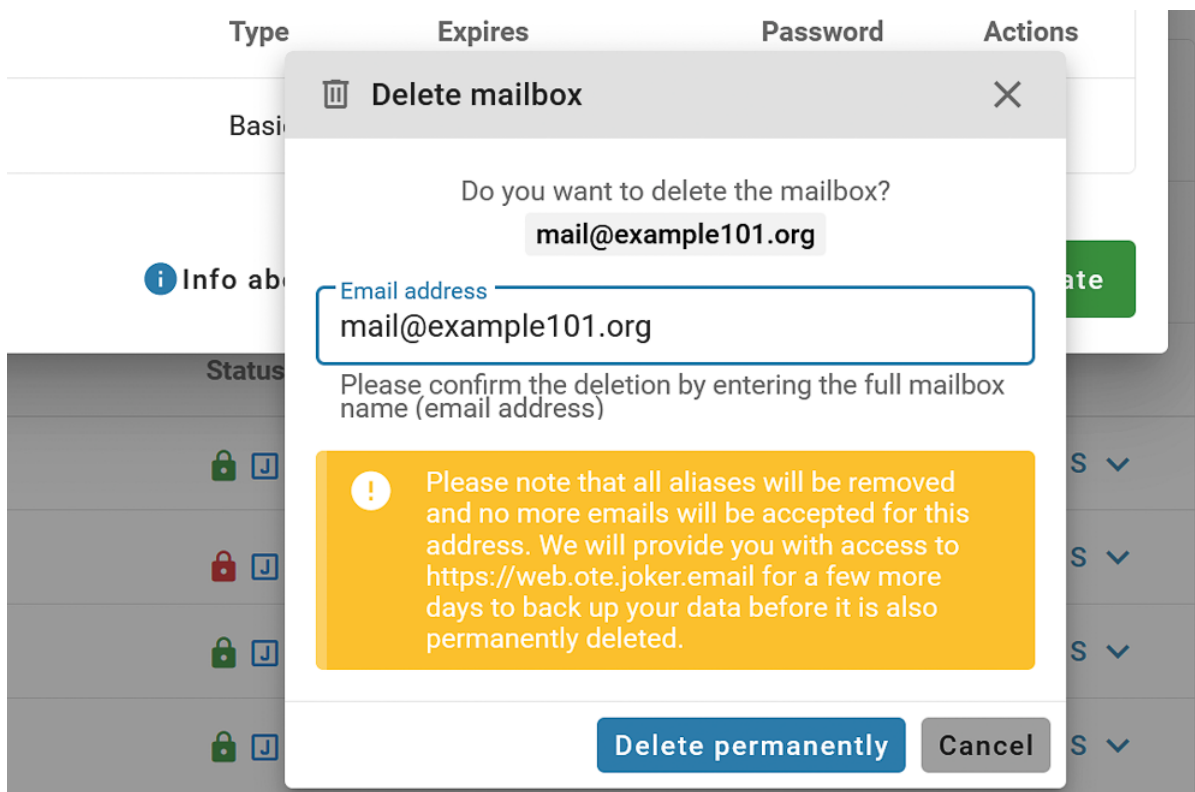 Type Expires Password Actions
Delete mailbox
Basi
Do you want to delete the mailbox?
mail@example101.org
Info ab
ate
Email address
mail@example101.org
Please confirm the deletion by entering the full mailbox
name (email address)
Status
Please note that all aliases will be removed
and no more emails will be accepted for this
address. We will provide you with access to
https://web.ote.joker.email for a few more
days to back up your data before it is also
permanently deleted.
J
S
J
S
J
S
J
S
Delete permanently
Cancel